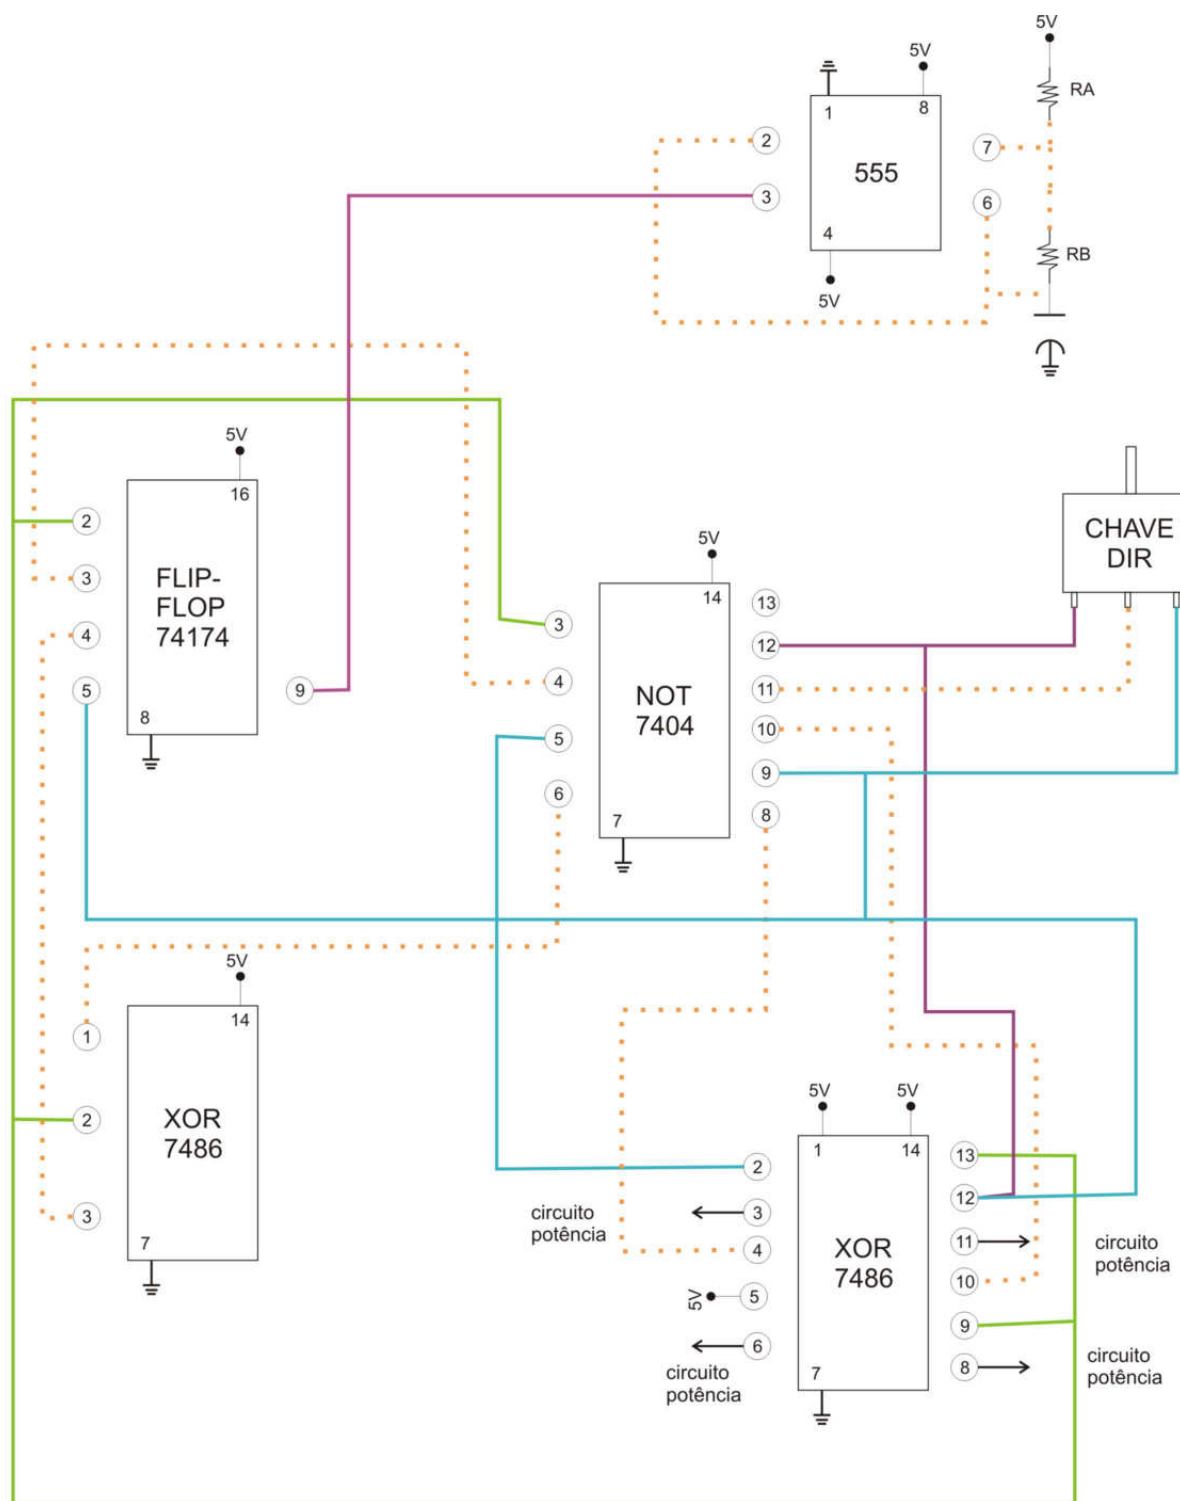 5V
RA
5V
1
8
2
7
555
3
6
4
RB
5V
5V
16
2
CHAVE
DIR
3
FLIP-
FLOP
74174
4
5
9
8
5V
14
13
3
12
4
11
NOT
7404
10
5
9
6
8
7
5V
14
1
2
XOR
7486
3
7
5V
5V
1
14
13
2
12
circuito
potência
3
11
circuito
potência
4
XOR
7486
10
5V
5
9
6
circuito
potência
8
circuito
potência
7